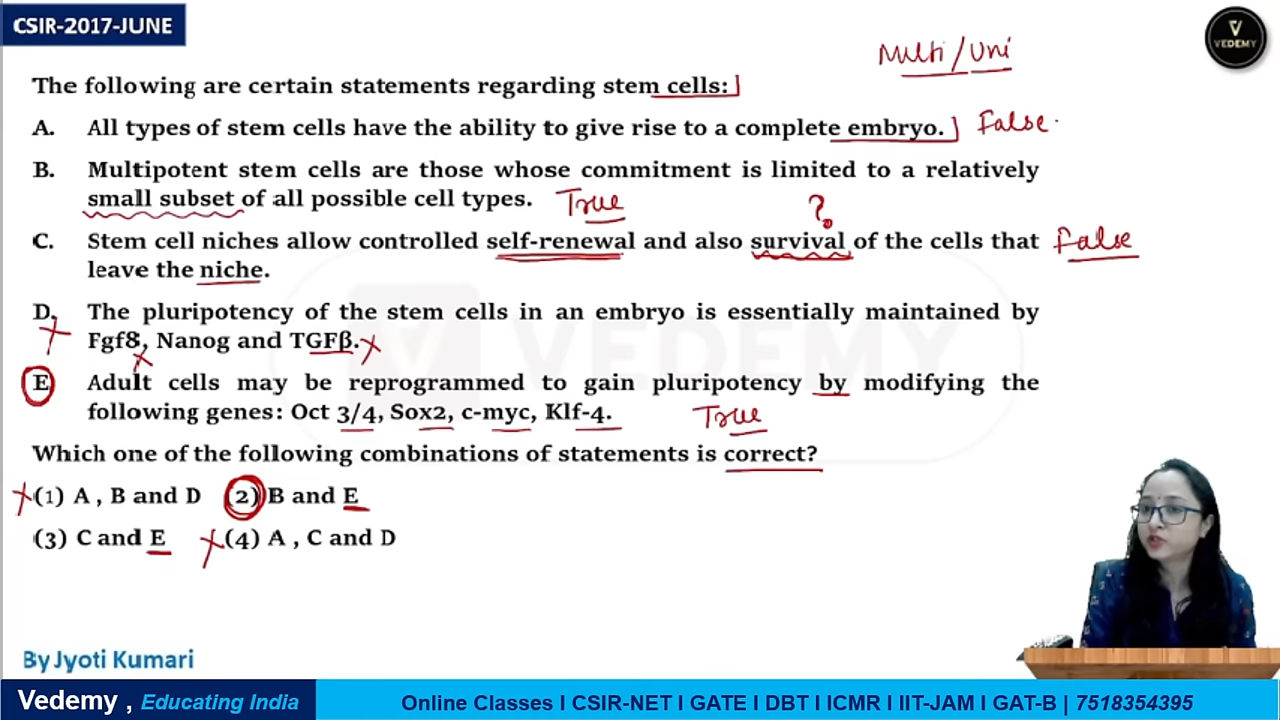 CSIR-2017-JUNE
VEDEMY
Multi/Uni
The following are certain statements regarding stem cells:
A. All types of stem cells have the ability to give rise to a complete embryo. False
B. Multipotent stem cells are those whose commitment is limited to a relatively
small subset of all possible cell types. True
?
C. Stem cell niches allow controlled self-renewal and also survival of the cells that False
leave the niche.
D. The pluripotency of the stem cells in an embryo is essentially maintained by
Fgf8, Nanog and TGFβ.
VEDEMY
E Adult cells may be reprogrammed to gain pluripotency by modifying the
following genes: Oct 3/4, Sox2, c-myc, Klf-4. True
Which one of the following combinations of statements is correct?
(1) A , B and D (2) B and E
(3) C and E (4) A , C and D
By Jyoti Kumari
Vedemy , Educating India Online Classes I CSIR-NET I GATE I DBT I ICMR I IIT-JAM I GAT-B | 7518354395